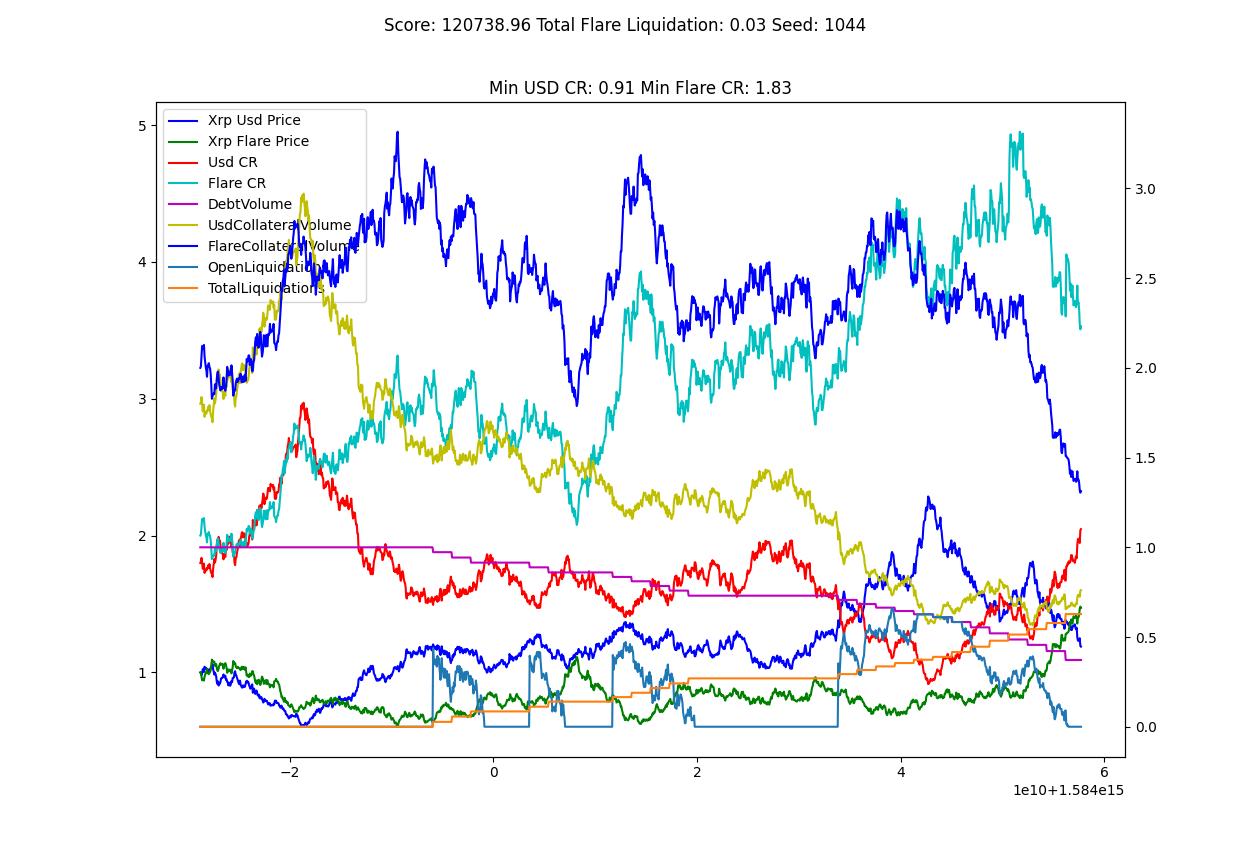 Score: 120738.96 Total Flare Liquidation: 0.03 Seed: 1044
Min USD CR: 0.91 Min Flare CR: 1.83
Xrp Usd Price
Xrp Flare Price
Usd CR
Flare CR
DebtVolume
UsdCollateralVolume
FlareCollateralVolume
OpenLiquidations
TotalLiquidations
5
4
3
2
1
3.0
2.5
2.0
1.5
1.0
0.5
0.0
−2 0 2 4 6
1e10+1.584e15